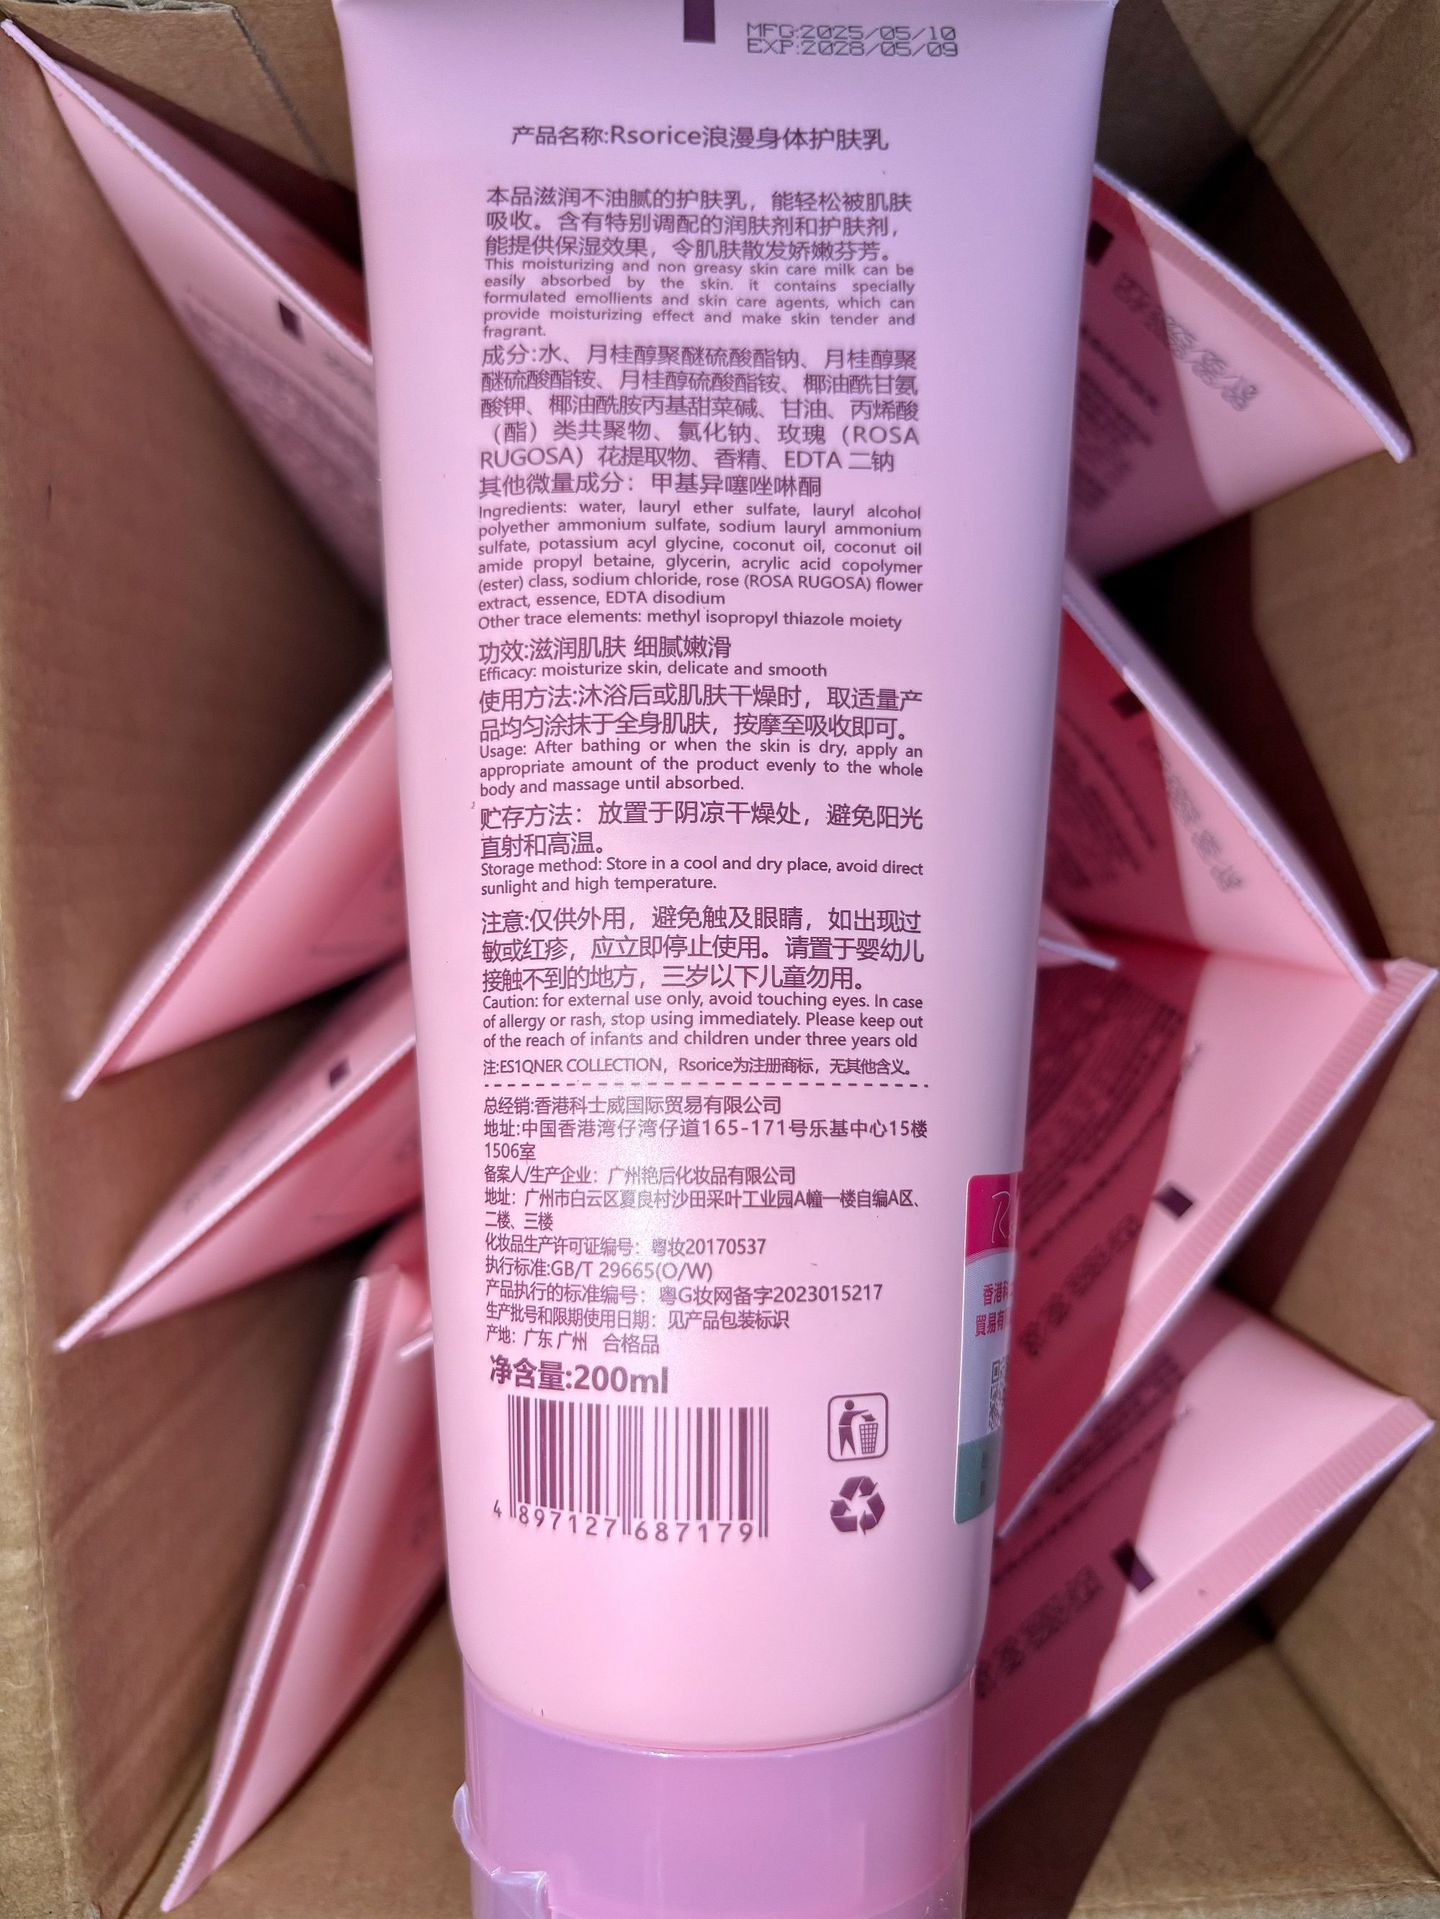 MFG:2025/05/10
EXP:2028/05/09
产品名称:Rsorice浪漫身体护肤乳
本品滋润不油腻的护肤乳，能轻松被肌肤
吸收。含有特别调配的润肤剂和护肤剂，
能提供保湿效果，令肌肤散发娇嫩芬芳。
This moisturizing and non greasy skin care milk can be
easily absorbed by the skin. it contains specially
formulated emollients and skin care agents, which can
provide moisturizing effect and make skin tender and
fragrant.
成分:水、月桂醇聚醚硫酸酯钠、月桂醇聚
醚硫酸酯铵、月桂醇硫酸酯铵、椰油酰甘氨
酸钾、椰油酰胺丙基甜菜碱、甘油、丙烯酸
（酯）类共聚物、氯化钠、玫瑰（ROSA
RUGOSA）花提取物、香精、EDTA 二钠
其他微量成分：甲基异噻唑啉酮
Ingredients: water, lauryl ether sulfate, lauryl alcohol
polyether ammonium sulfate, sodium lauryl ammonium
sulfate, potassium acyl glycine, coconut oil, coconut oil
amide propyl betaine, glycerin, acrylic acid copolymer
(ester) class, sodium chloride, rose (ROSA RUGOSA) flower
extract, essence, EDTA disodium
Other trace elements: methyl isopropyl thiazole moiety
功效:滋润肌肤 细腻嫩滑
Efficacy: moisturize skin, delicate and smooth
使用方法:沐浴后或肌肤干燥时，取适量产
品均匀涂抹于全身肌肤，按摩至吸收即可。
Usage: After bathing or when the skin is dry, apply an
appropriate amount of the product evenly to the whole
body and massage until absorbed.
贮存方法：放置于阴凉干燥处，避免阳光
直射和高温。
Storage method: Store in a cool and dry place, avoid direct
sunlight and high temperature.
注意:仅供外用，避免触及眼睛，如出现过
敏或红疹，应立即停止使用。请置于婴幼儿
接触不到的地方，三岁以下儿童勿用。
Caution: for external use only, avoid touching eyes. In case
of allergy or rash, stop using immediately. Please keep out
of the reach of infants and children under three years old
注:ES1QNER COLLECTION，Rsorice为注册商标，无其他含义。
总经销:香港科士威国际贸易有限公司
地址:中国香港湾仔湾仔道165-171号乐基中心15楼
1506室
备案人/生产企业：广州艳后化妆品有限公司
地址：广州市白云区夏良村沙田采叶工业园A幢一楼自编A区、
二楼、三楼
化妆品生产许可证编号：粤妆20170537
执行标准:GB/T 29665(O/W)
产品执行的标准编号：粤G妆网备字2023015217
生产批号和限期使用日期：见产品包装标识
产地：广东 广州 合格品
净含量:200ml
4 897127 687179
香港科
貿易有